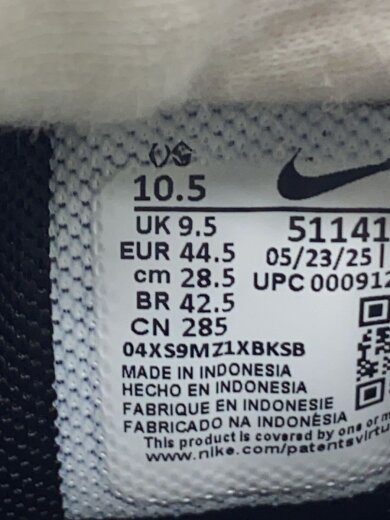 US
10.5
UK 9.5
EUR 44.5
cm 28.5
BR 42.5
CN 285
51141
05/23/25 |
UPC 000912
04XS9MZ1XBKSB
MADE IN INDONESIA
HECHO EN INDONESIA
FABRIQUE EN INDONESIE
FABRICADO NA INDONÈSIA
This product is covered by one or m
www.nike.com/patentsvirtu